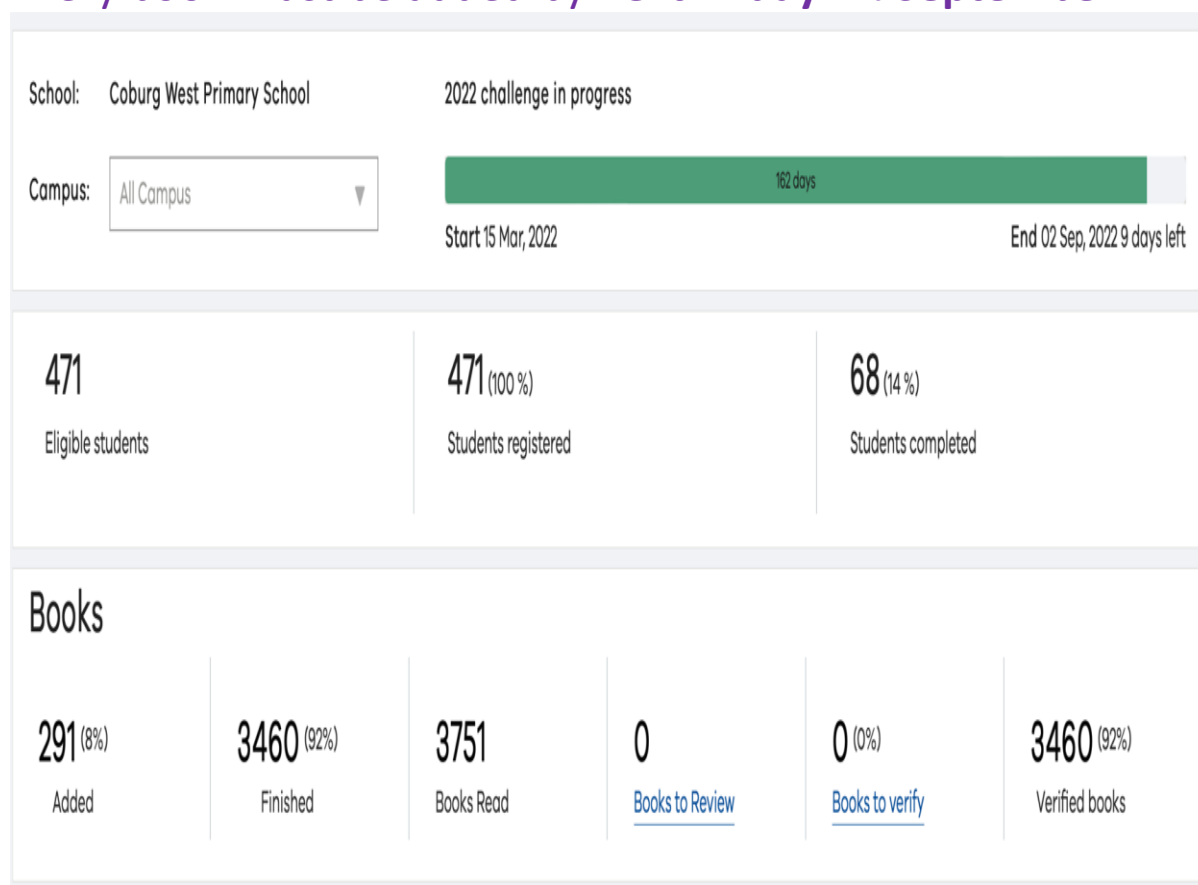 School: Coburg West Primary School 2022 challenge in progress
Campus: All Campus 162 days
Start 15 Mar, 2022 End 02 Sep, 2022 9 days left
471 471 (100 %) 68 (14 %)
Eligible students Students registered Students completed
Books
291 (8%) 3460 (92%) 3751 0 0 (0%) 3460 (92%)
Added Finished Books Read Books to Review Books to verify Verified books